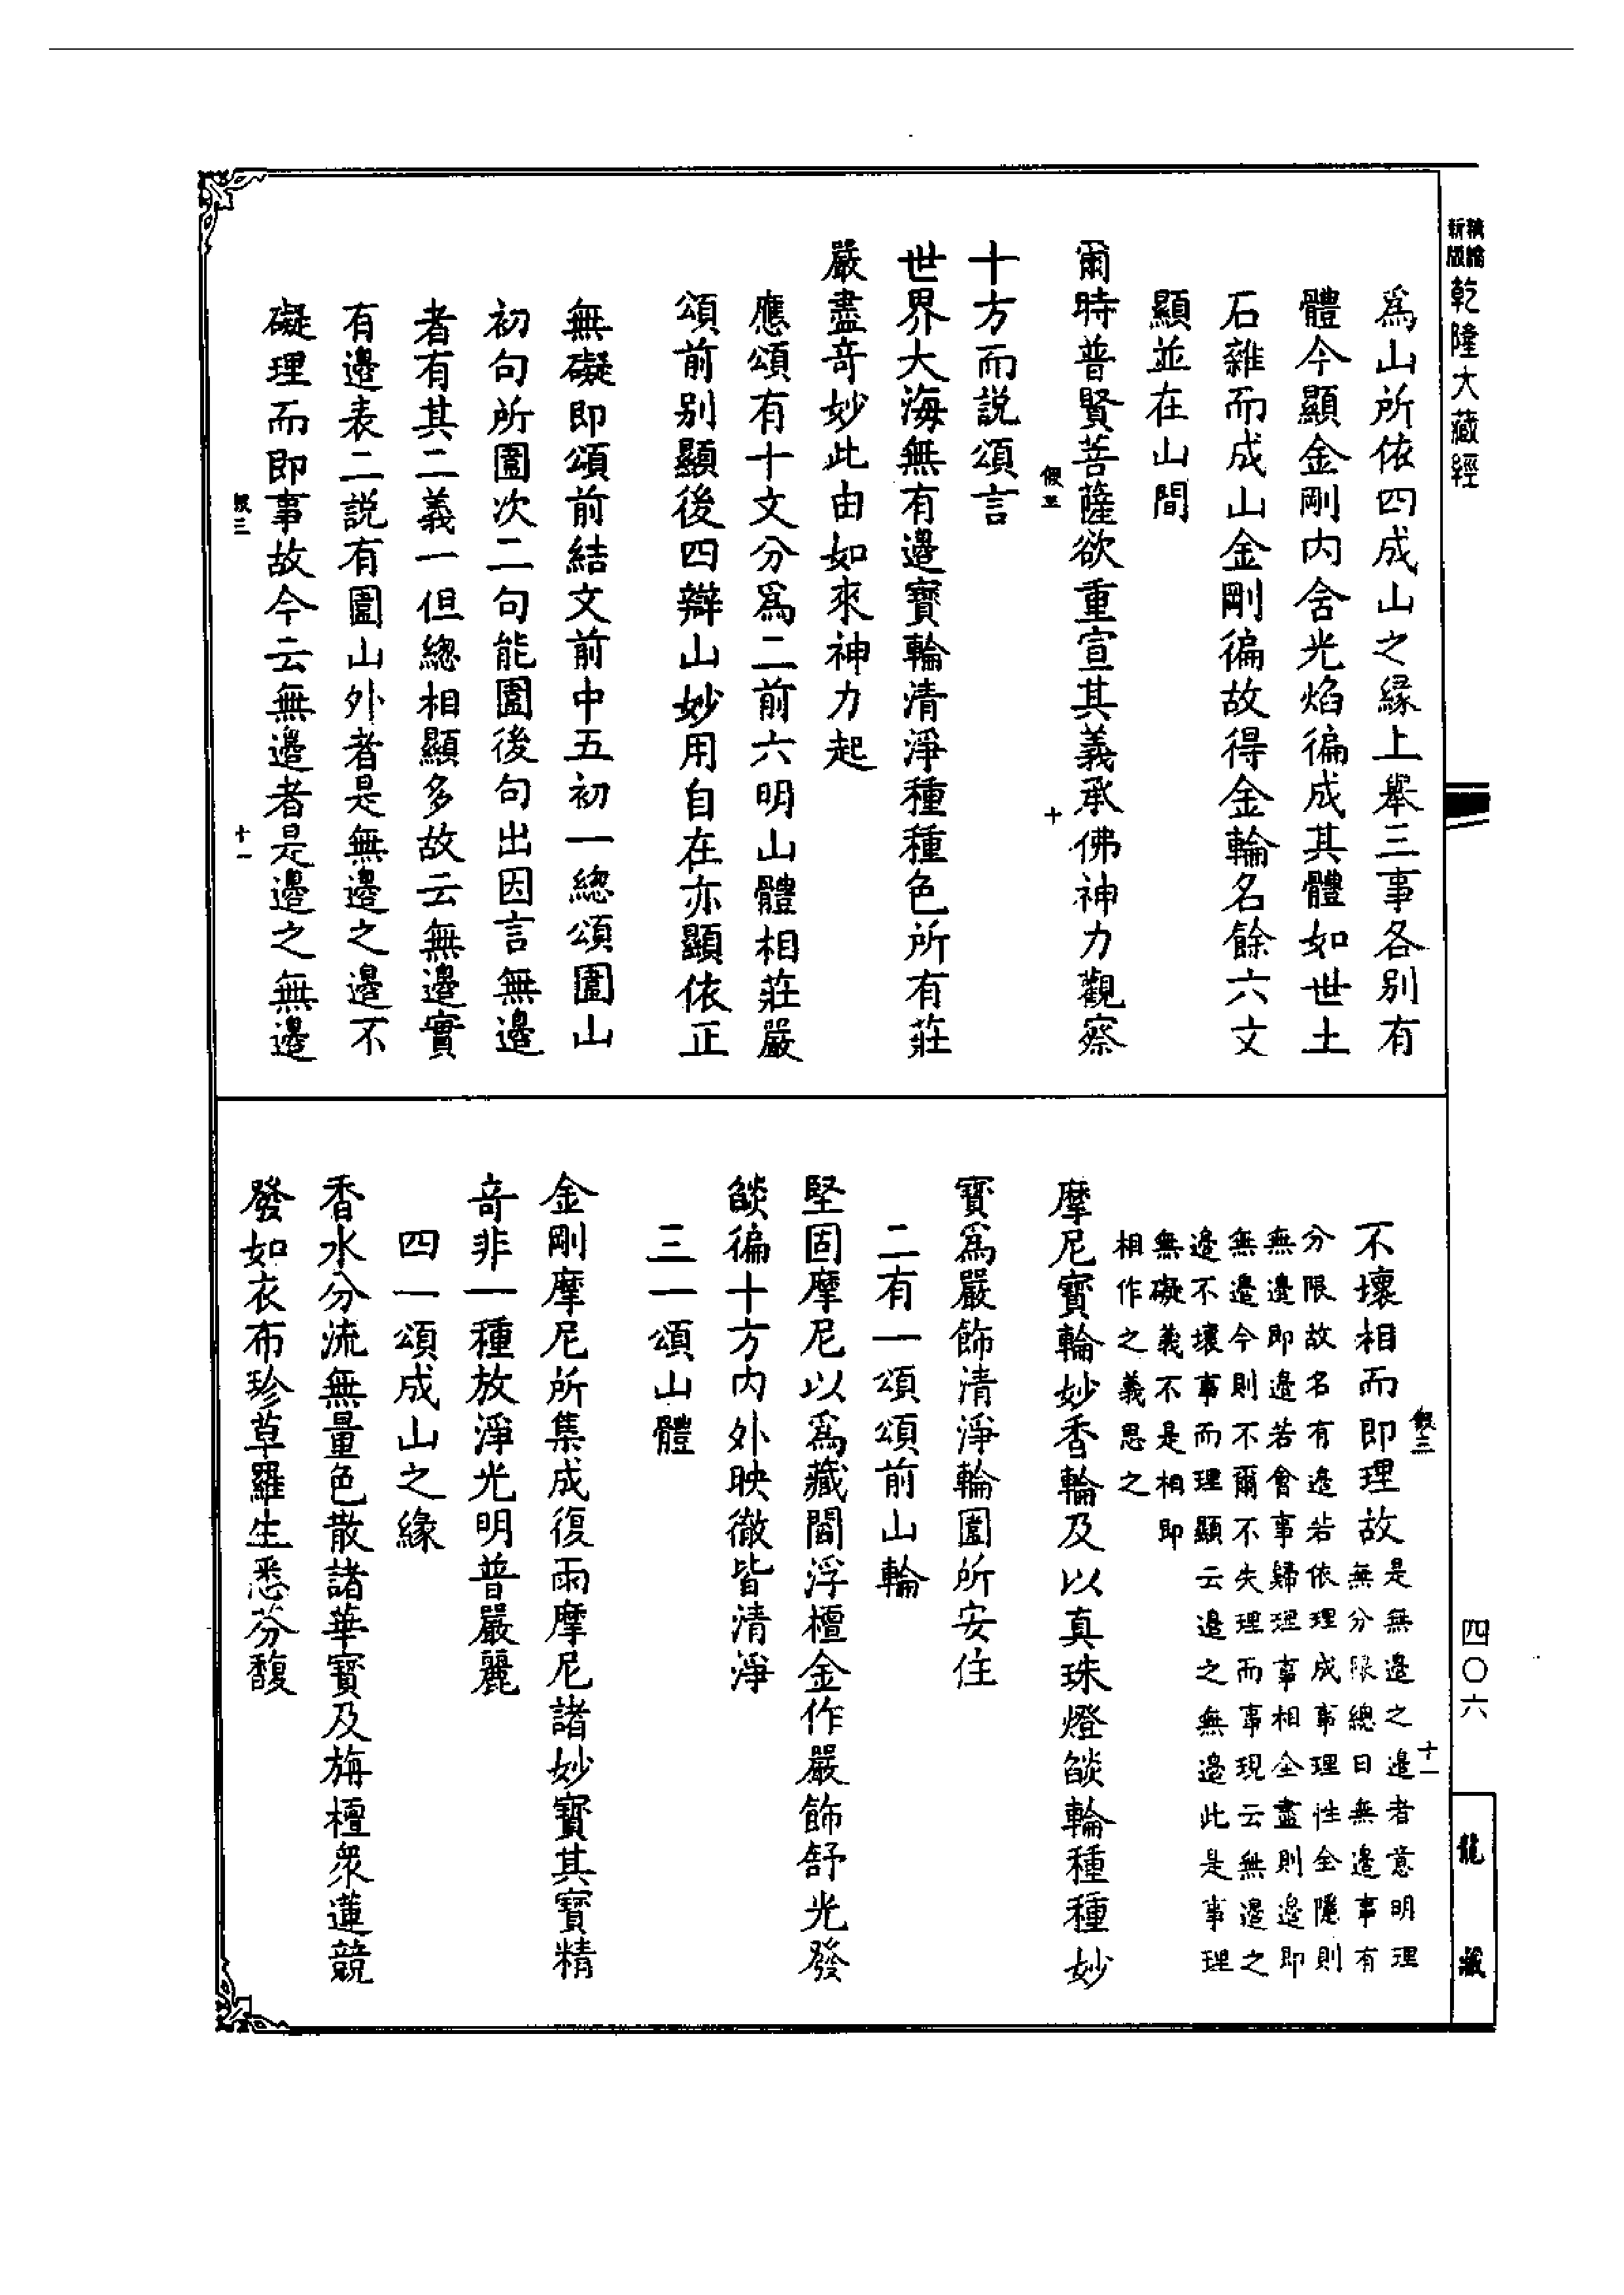 新版
精縮
乾隆大藏經
爲山所依四成山之緣上舉三事各别有
體今顯金剛内含光焰徧成其體如世土
石雜而成山金剛徧故得金輪名餘六文
顯並在山間
爾時普賢菩薩欲重宣其義承佛神力觀察
十
十方而説頌言
世界大海無有邊寶輪清淨種種色所有莊
嚴盡奇妙此由如來神力起
應頌有十文分爲二前六明山體相莊嚴
頌前别顯後四辯山妙用自在亦顯依正
無礙即頌前結文前中五初一總頌圍山
初句所圍次二句能圍後句出因言無邊
者有其二義一但總相顯多故云無邊實
有邊表二説有圍山外者是無邊之邊不
礙理而即事故今云無邊者是邊之無邊
十一
四〇六
龍藏
十一
不壞相而即理故是無邊之邊者意明理
無分限總曰無邊事有
分限故名有邊若依理成事理性全隱則
無邊即邊若會事歸理事相全盡則邊即
無邊今則不爾不失理而事現云無邊之
邊不壞事而理顯云邊之無邊此是事理
無礙義不是相即
相作之義思之
摩尼寶輪妙香輪及以真珠燈燄輪種種妙
寶爲嚴飾清淨輪圍所安住
二有一頌頌前山輪
堅固摩尼以爲藏閻浮檀金作嚴飾舒光發
燄徧十方内外映徹皆清淨
三一頌山體
金剛摩尼所集成復雨摩尼諸妙寶其寶精
奇非一種放淨光明普嚴麗
四一頌成山之緣
香水分流無量色散諸華寶及旃檀衆蓮競
發如衣布珍草羅生悉芬馥